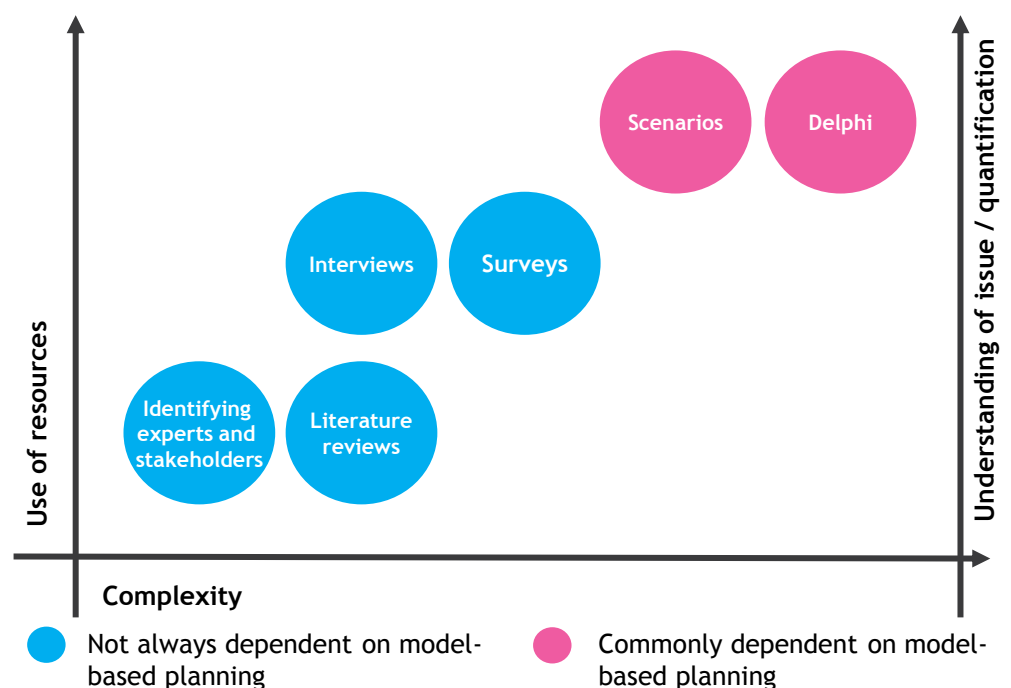 Use of resources
Understanding of issue / quantification
Scenarios
Delphi
Interviews
Surveys
Identifying
experts and
stakeholders
Literature
reviews
Complexity
Not always dependent on model-
based planning
Commonly dependent on model-
based planning